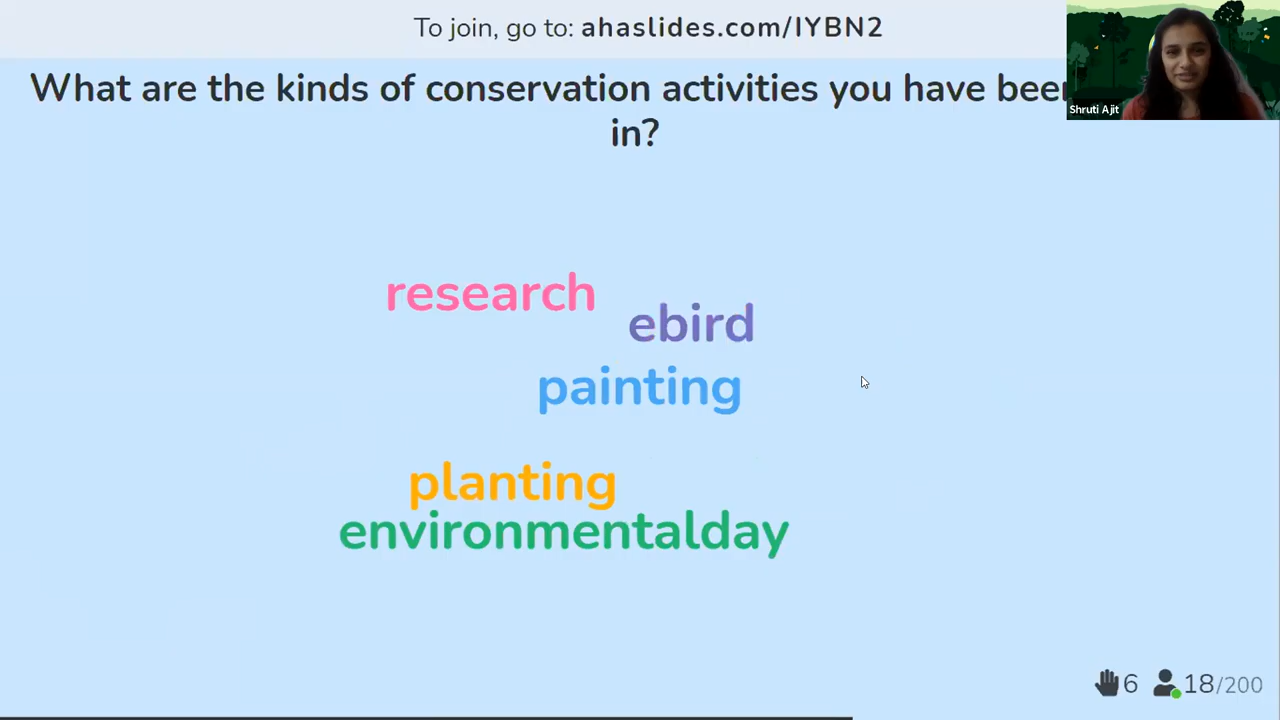 To join, go to: ahaslides.com/IYBN2
What are the kinds of conservation activities you have been
in?
Shruti Ajit
research
ebird
painting
planting
environmentalday
6 18/200